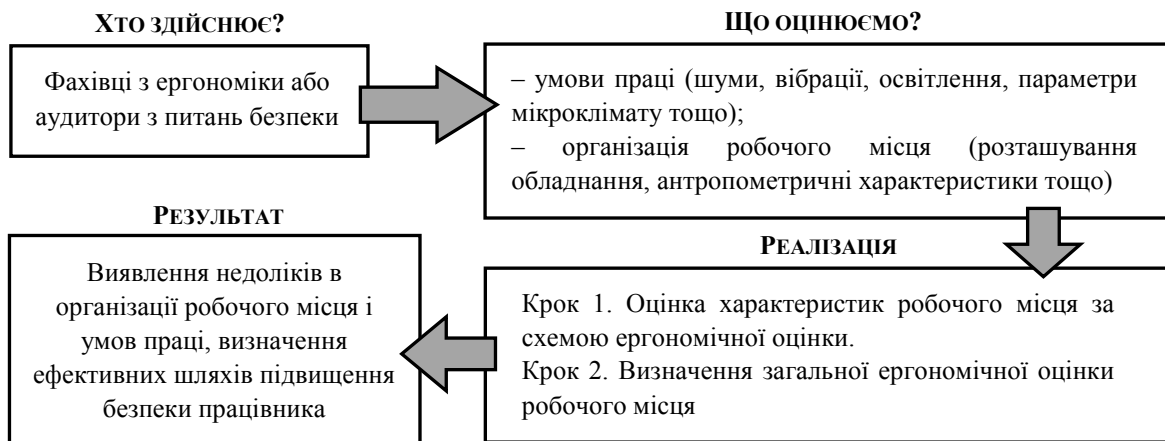 ХТО ЗДІЙСНЮЄ?
Фахівці з ергономіки або
аудитори з питань безпеки
ЩО ОЦІНЮЄМО?
– умови праці (шуми, вібрації, освітлення, параметри
мікроклімату тощо);
– організація робочого місця (розташування
обладнання, антропометричні характеристики тощо)
РЕАЛІЗАЦІЯ
Крок 1. Оцінка характеристик робочого місця за
схемою ергономічної оцінки.
Крок 2. Визначення загальної ергономічної оцінки
робочого місця
РЕЗУЛЬТАТ
Виявлення недоліків в
організації робочого місця і
умов праці, визначення
ефективних шляхів підвищення
безпеки працівника